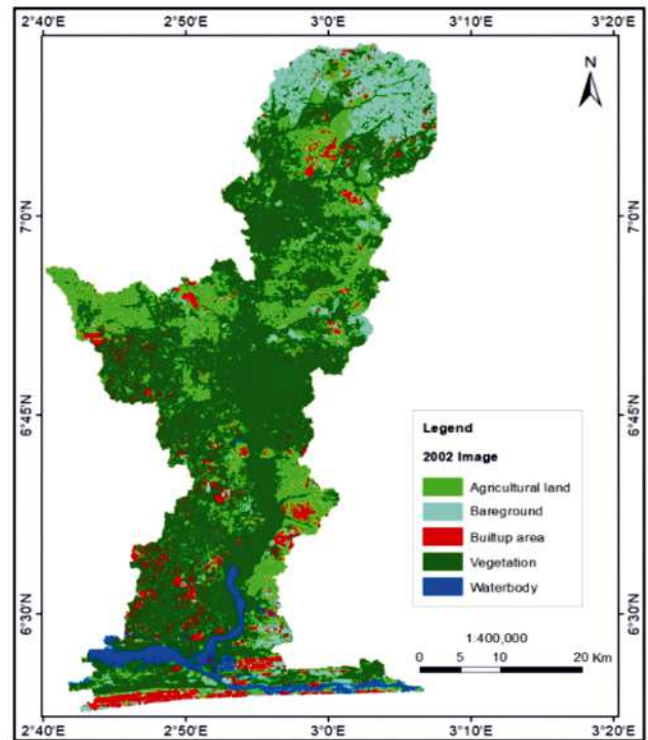 2°40'E 2°50'E 3°0'E 3°10'E 3°20'E
N
7°0'N 7°0'N
6°45'N 6°45'N
Legend
2002 Image
Agricultural land
Bareground
Builtup area
Vegetation
Waterbody
6°30'N 6°30'N
1:400,000
0 5 10 20 Km
2°40'E 2°50'E 3°0'E 3°10'E 3°20'E